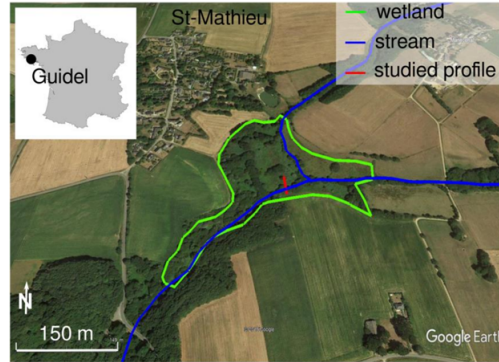 St-Mathieu
wetland
stream
studied profile
Guidel
N
150 m
Google Earth